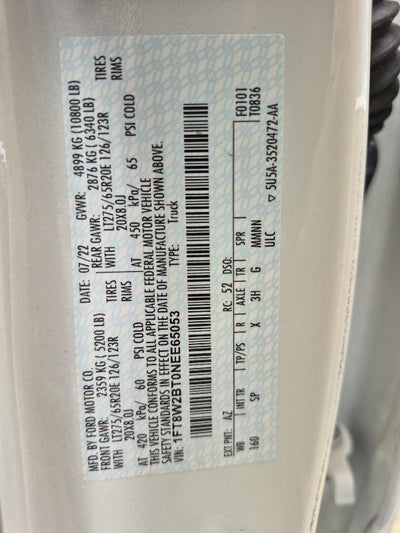 MFD. BY FORD MOTOR CO.
DATE: 07/22 GVWR: 4899 KG (10800 LB)
FRONT GAWR: 2359 KG (5200 LB) REAR GAWR: 2876 KG (6340 LB)
WITH LT275/65R20E 126/123R TIRES WITH LT275/65R20E 126/123R TIRES
20X8.0J RIMS 20X8.0J RIMS
AT 420 kPa/ 60 PSI COLD AT 450 kPa/ 65 PSI COLD
THIS VEHICLE CONFORMS TO ALL APPLICABLE FEDERAL MOTOR VEHICLE
SAFETY STANDARDS IN EFFECT ON THE DATE OF MANUFACTURE SHOWN ABOVE.
VIN: 1FT8W2BT0NEE65053 TYPE: Truck
F0101
T0836
EXT PNT: AZ RC: 52 DSO:
WB INT TR TP/PS R AXLE TR SPR
160 SP X 3H G MMNNN
ULC ▽ 5U5A-3520472-AA